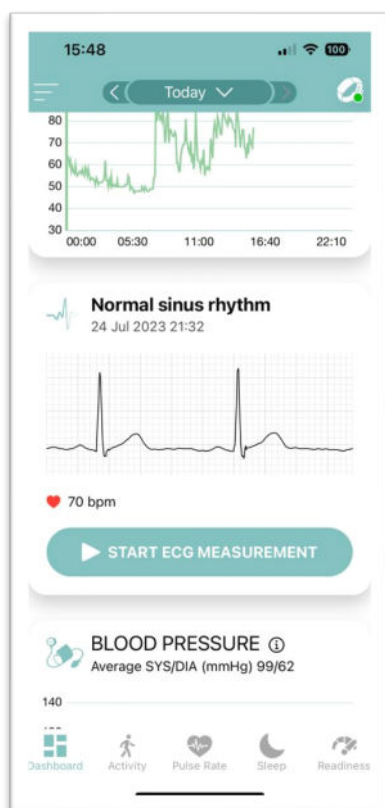 15:48
100
Today
80
70
60
50
40
30
00:00 05:30 11:00 16:40 22:10
Normal sinus rhythm
24 Jul 2023 21:32
70 bpm
START ECG MEASUREMENT
BLOOD PRESSURE
Average SYS/DIA (mmHg) 99/62
140
Dashboard Activity Pulse Rate Sleep Readiness